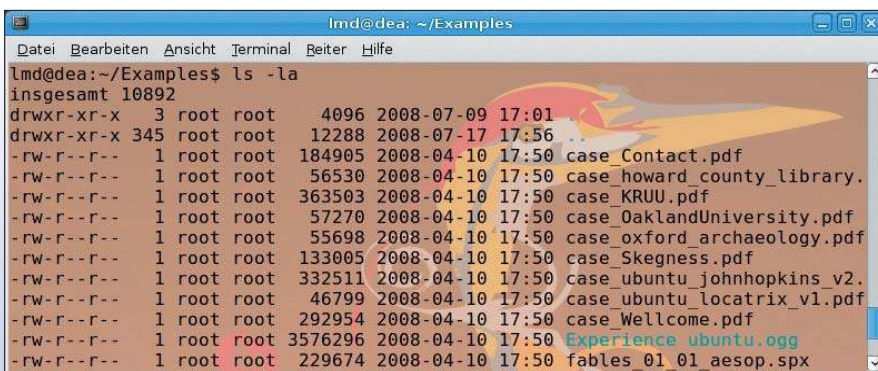 lmd@dea: ~/Examples
Datei Bearbeiten Ansicht Terminal Reiter Hilfe
lmd@dea:~/Examples$ ls -la
insgesamt 10892
drwxr-xr-x   3 root root    4096 2008-07-09 17:01 .
drwxr-xr-x 345 root root   12288 2008-07-17 17:56 ..
-rw-r--r--   1 root root  184905 2008-04-10 17:50 case_Contact.pdf
-rw-r--r--   1 root root   56530 2008-04-10 17:50 case_howard_county_library.
-rw-r--r--   1 root root  363503 2008-04-10 17:50 case_KRUU.pdf
-rw-r--r--   1 root root   57270 2008-04-10 17:50 case_OaklandUniversity.pdf
-rw-r--r--   1 root root   55698 2008-04-10 17:50 case_oxford_archaeology.pdf
-rw-r--r--   1 root root  133005 2008-04-10 17:50 case_Skegness.pdf
-rw-r--r--   1 root root  332511 2008-04-10 17:50 case_ubuntu_johnhopkins_v2.
-rw-r--r--   1 root root   46799 2008-04-10 17:50 case_ubuntu_locatrix_v1.pdf
-rw-r--r--   1 root root  292954 2008-04-10 17:50 case_Wellcome.pdf
-rw-r--r--   1 root root 3576296 2008-04-10 17:50 Experience ubuntu.ogg
-rw-r--r--   1 root root  229674 2008-04-10 17:50 fables_01_01_aesop.spx